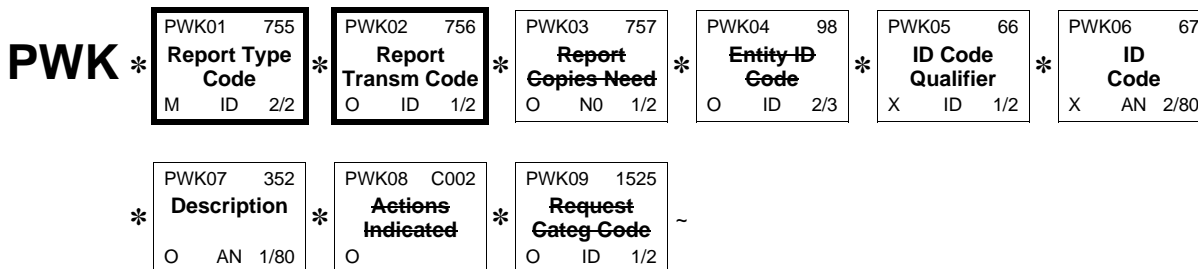 PWK01 755 PWK02 756 PWK03 757 PWK04 98 PWK05 66 PWK06 67
PWK * Report Type * Report * Report * Entity ID * ID Code * ID
Code Transm Code Copies Need Code Qualifier Code
M ID 2/2 O ID 1/2 O N0 1/2 O ID 2/3 X ID 1/2 X AN 2/80
PWK07 352 PWK08 C002 PWK09 1525
* Description * Actions * Request ~
Indicated Categ Code
O AN 1/80 O O ID 1/2